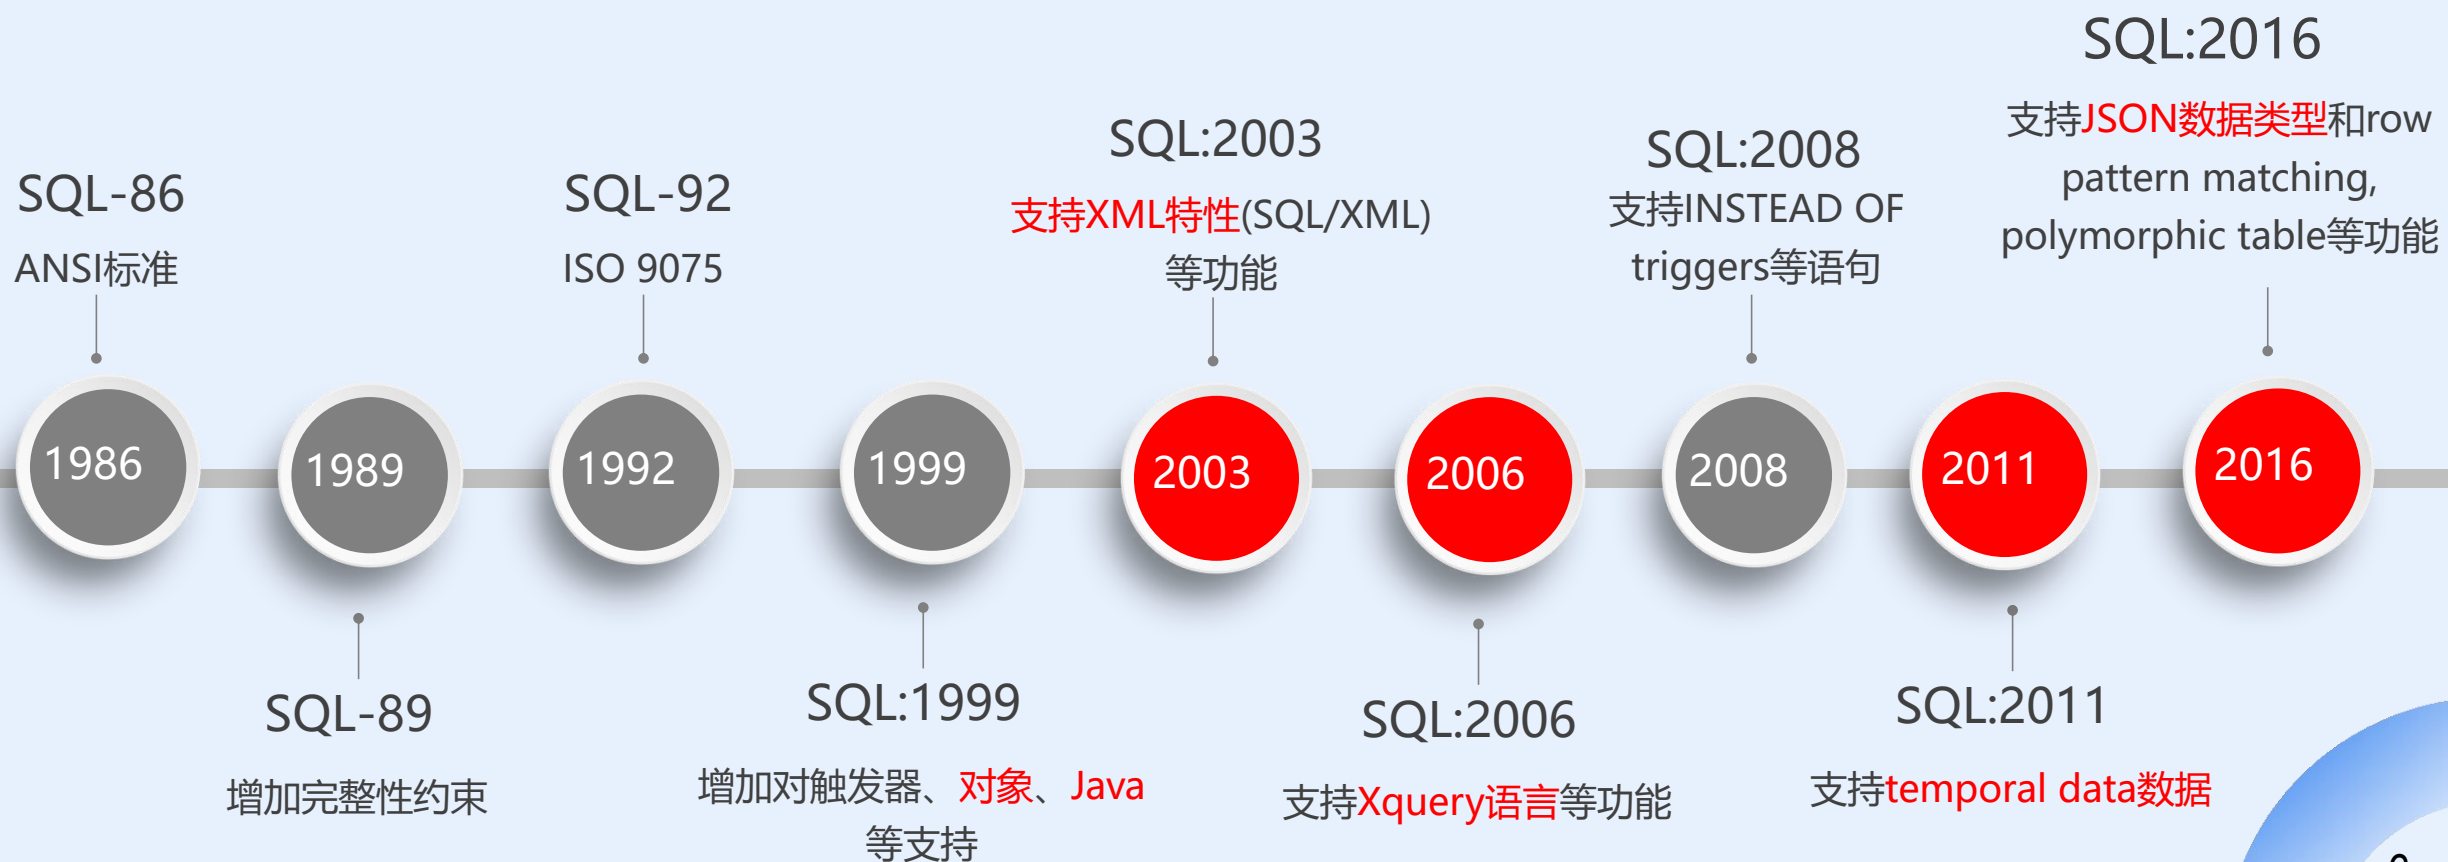 SQL-86
ANSI标准
SQL-92
ISO 9075
SQL:2003
支持XML特性(SQL/XML)
等功能
SQL:2008
支持INSTEAD OF
triggers等语句
SQL:2016
支持JSON数据类型和row
pattern matching,
polymorphic table等功能
1986
1989
1992
1999
2003
2006
2008
2011
2016
SQL-89
增加完整性约束
SQL:1999
增加对触发器、对象、Java
等支持
SQL:2006
支持Xquery语言等功能
SQL:2011
支持temporal data数据